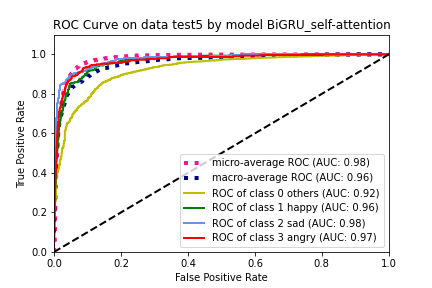 ROC Curve on data test5 by model BiGRU_self-attention
True Positive Rate
1.0
0.8
0.6
0.4
0.2
0.0
micro-average ROC (AUC: 0.98)
macro-average ROC (AUC: 0.96)
ROC of class 0 others (AUC: 0.92)
ROC of class 1 happy (AUC: 0.96)
ROC of class 2 sad (AUC: 0.98)
ROC of class 3 angry (AUC: 0.97)
0.0 0.2 0.4 0.6 0.8 1.0
False Positive Rate